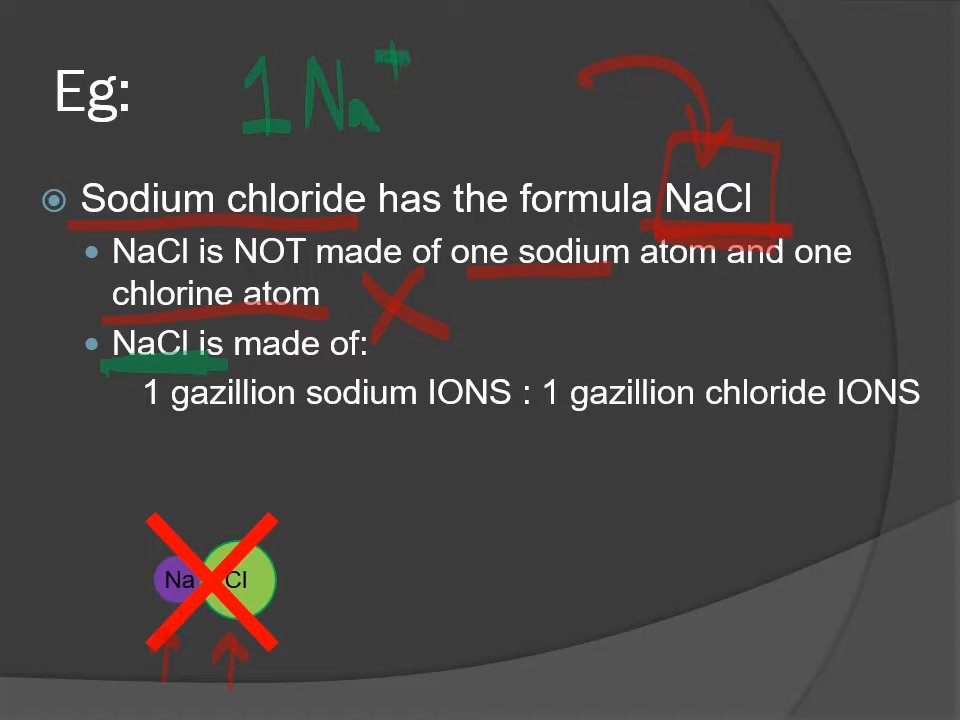 Eg:
1 Na⁺
Sodium chloride has the formula NaCl
NaCl is NOT made of one sodium atom and one
chlorine atom
NaCl is made of:
1 gazillion sodium IONS : 1 gazillion chloride IONS
Na Cl